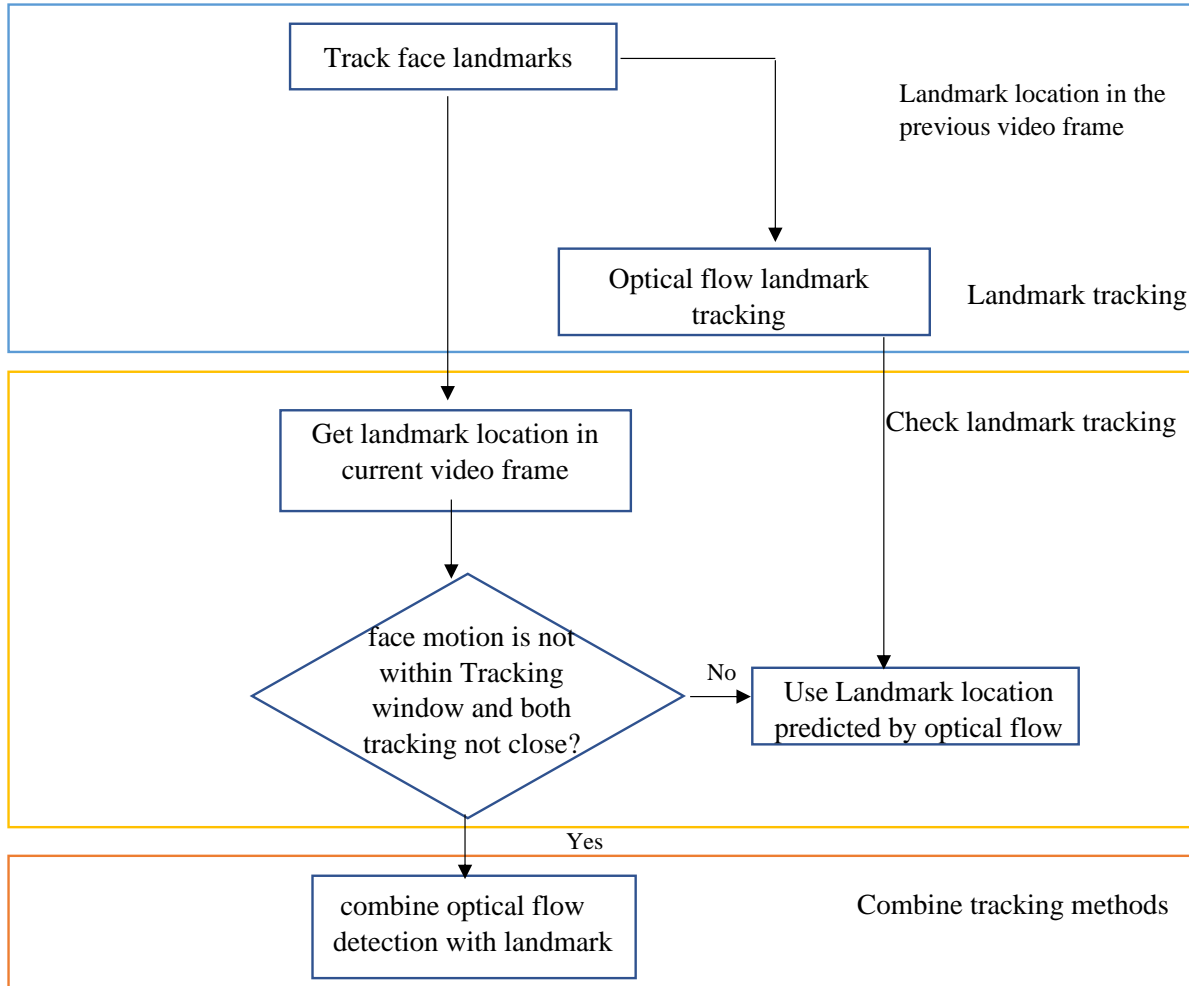 Track face landmarks
Landmark location in the
previous video frame
Optical flow landmark
tracking
Landmark tracking
Get landmark location in
current video frame
Check landmark tracking
face motion is not
within Tracking
window and both
tracking not close?
No
Use Landmark location
predicted by optical flow
Yes
combine optical flow
detection with landmark
Combine tracking methods